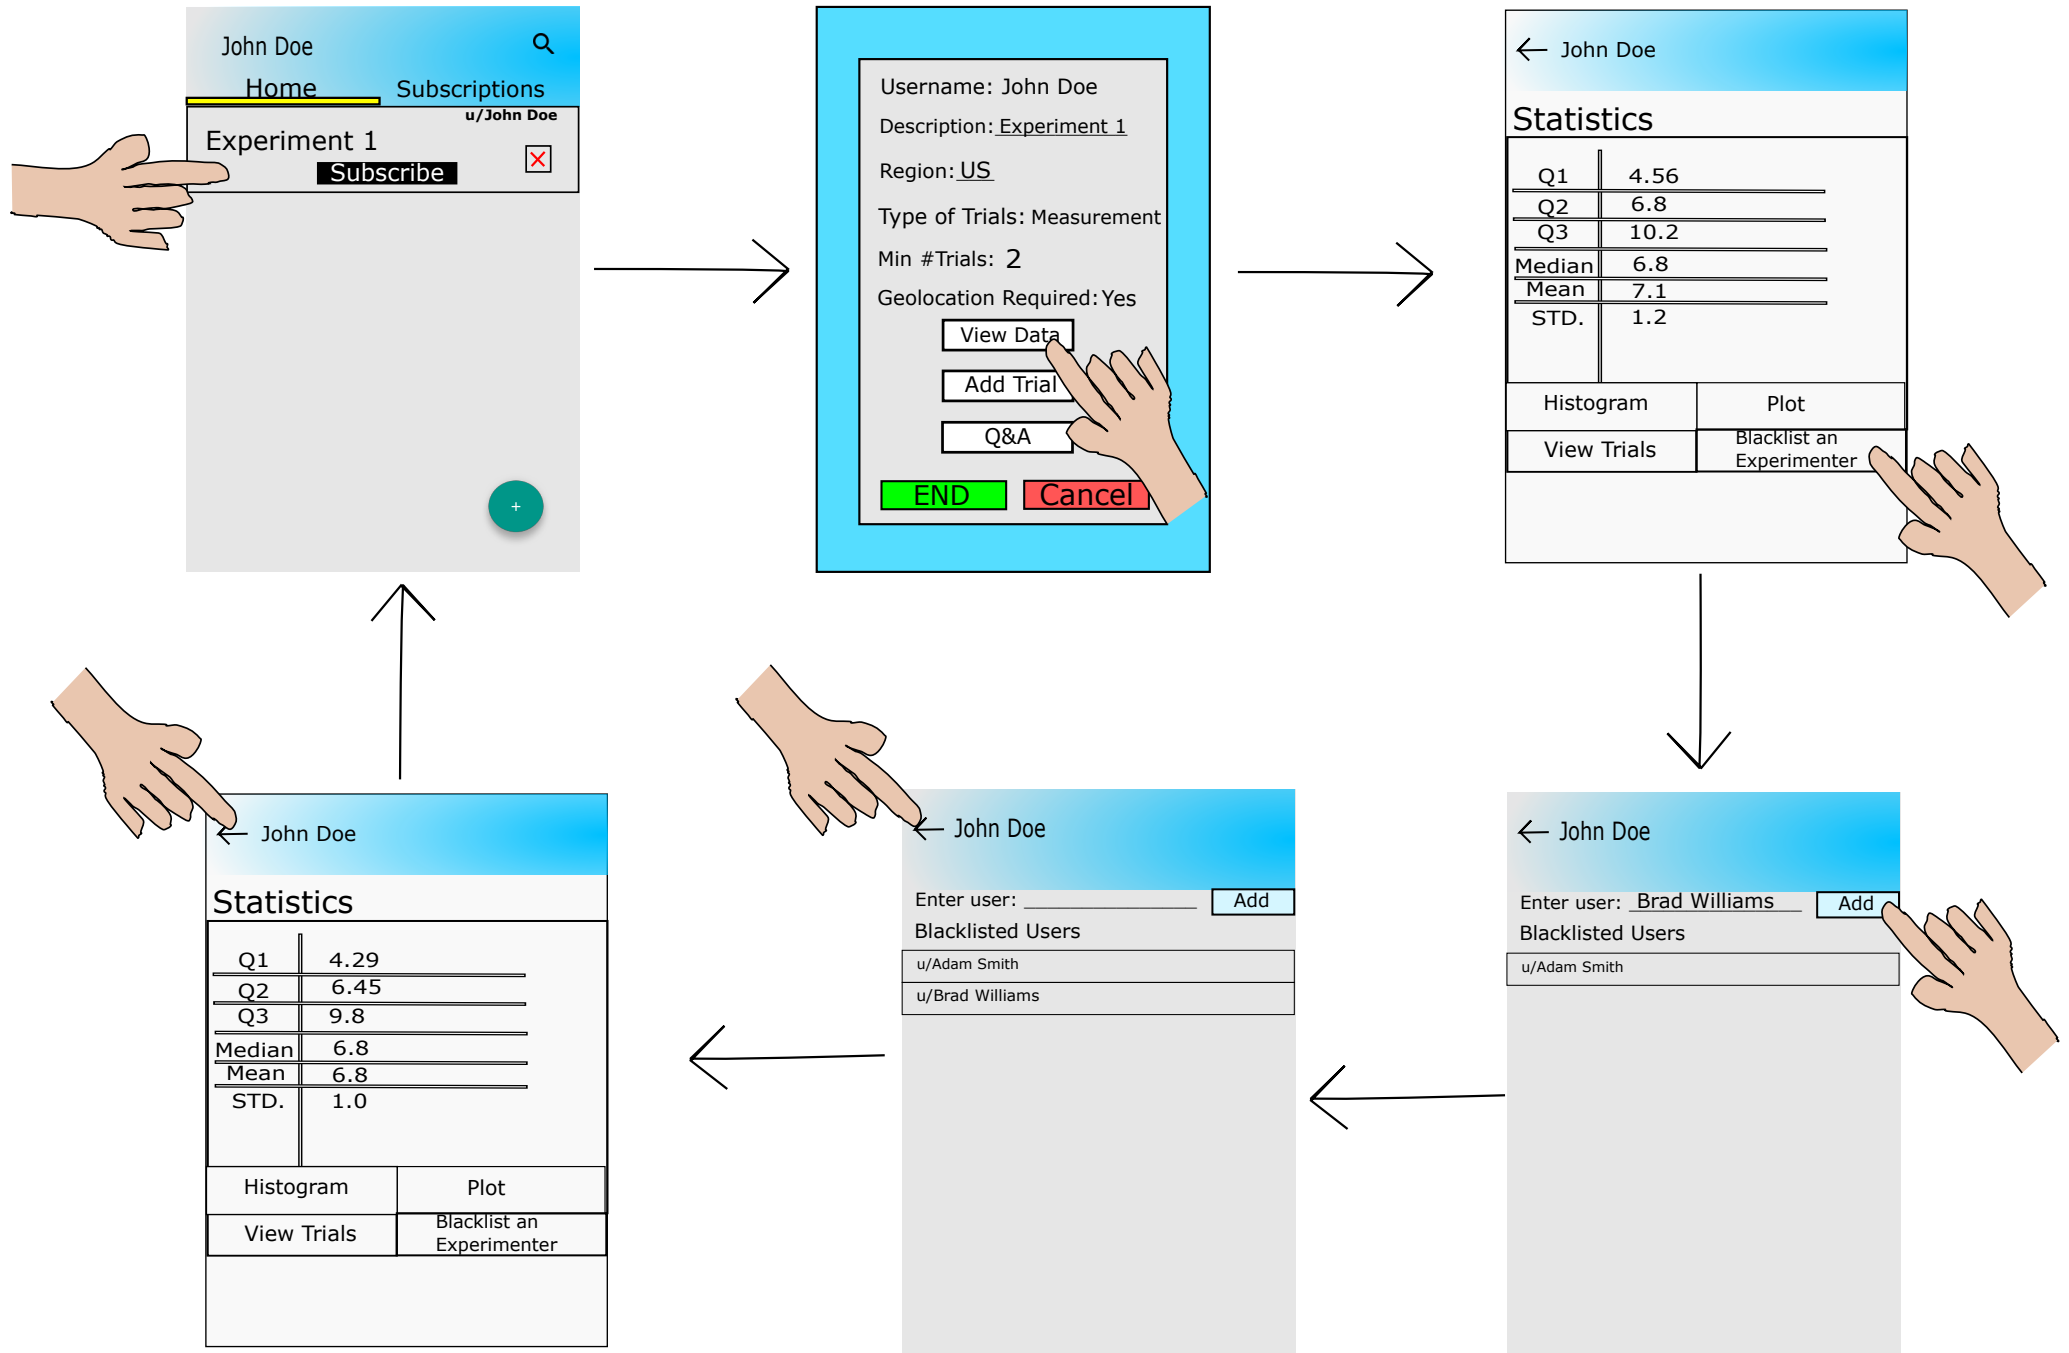 John Doe
Home Subscriptions
u/John Doe
Experiment 1
Subscribe
+
Username: John Doe
Description: Experiment 1
Region: US
Type of Trials: Measurement
Min #Trials: 2
Geolocation Required: Yes
View Data
Add Trial
Q&A
END Cancel
John Doe
Statistics
Q1 4.56
Q2 6.8
Q3 10.2
Median 6.8
Mean 7.1
STD. 1.2
Histogram Plot
View Trials Blacklist an
Experimenter
John Doe
Enter user: Brad Williams Add
Blacklisted Users
u/Adam Smith
John Doe
Enter user: ________________ Add
Blacklisted Users
u/Adam Smith
u/Brad Williams
John Doe
Statistics
Q1 4.29
Q2 6.45
Q3 9.8
Median 6.8
Mean 6.8
STD. 1.0
Histogram Plot
View Trials Blacklist an
Experimenter